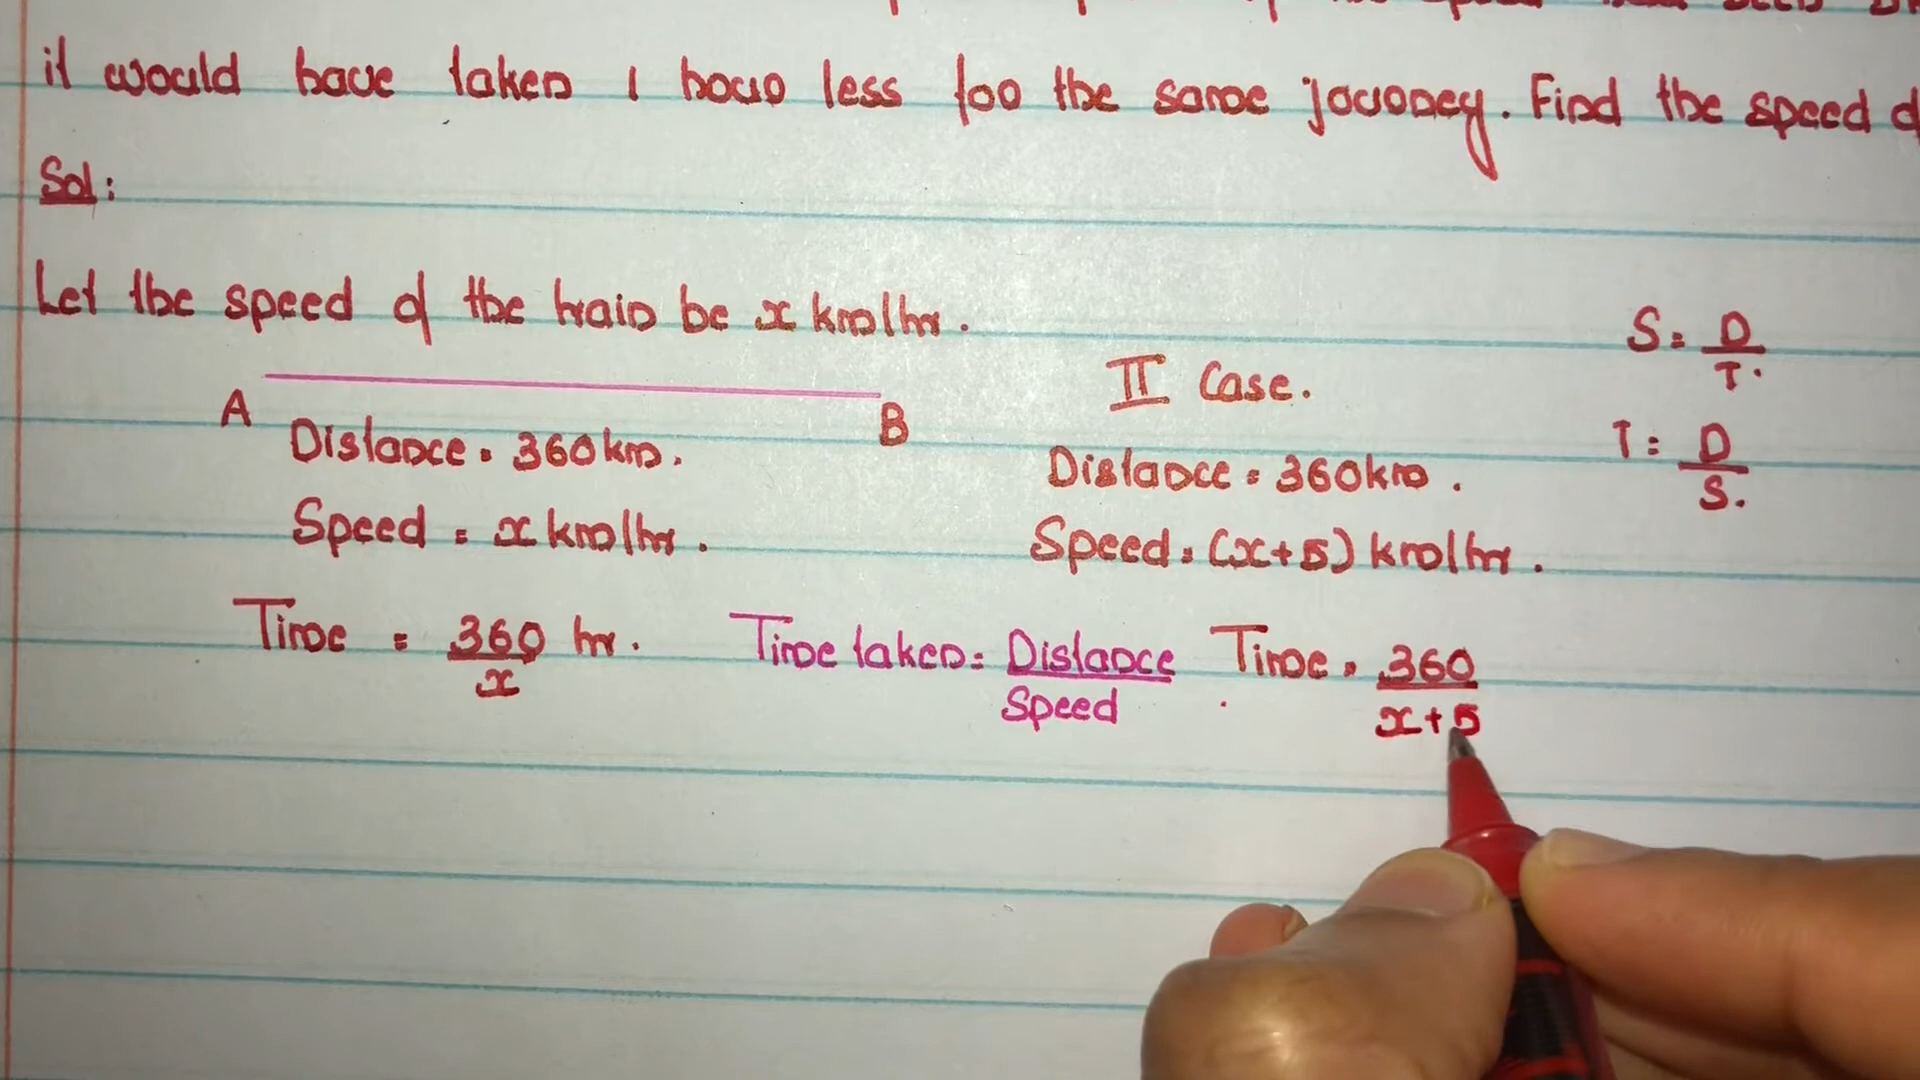 it would have taken 1 hour less for the same journey. Find the speed of
Sol:
Let the speed of the train be x km/hr.
A B
Distance = 360km.
Speed = x km/hr.
Time = 360/x hr.
Time taken = Distance/Speed
II Case.
Distance = 360km.
Speed = (x+5) km/hr.
Time = 360/x+5
S = D/T.
T = D/S.